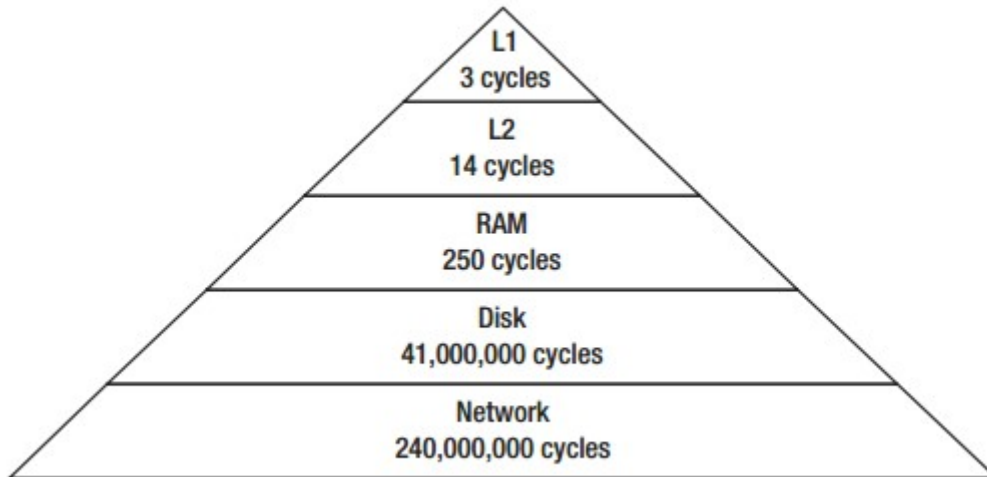 L1
3 cycles
L2
14 cycles
RAM
250 cycles
Disk
41,000,000 cycles
Network
240,000,000 cycles